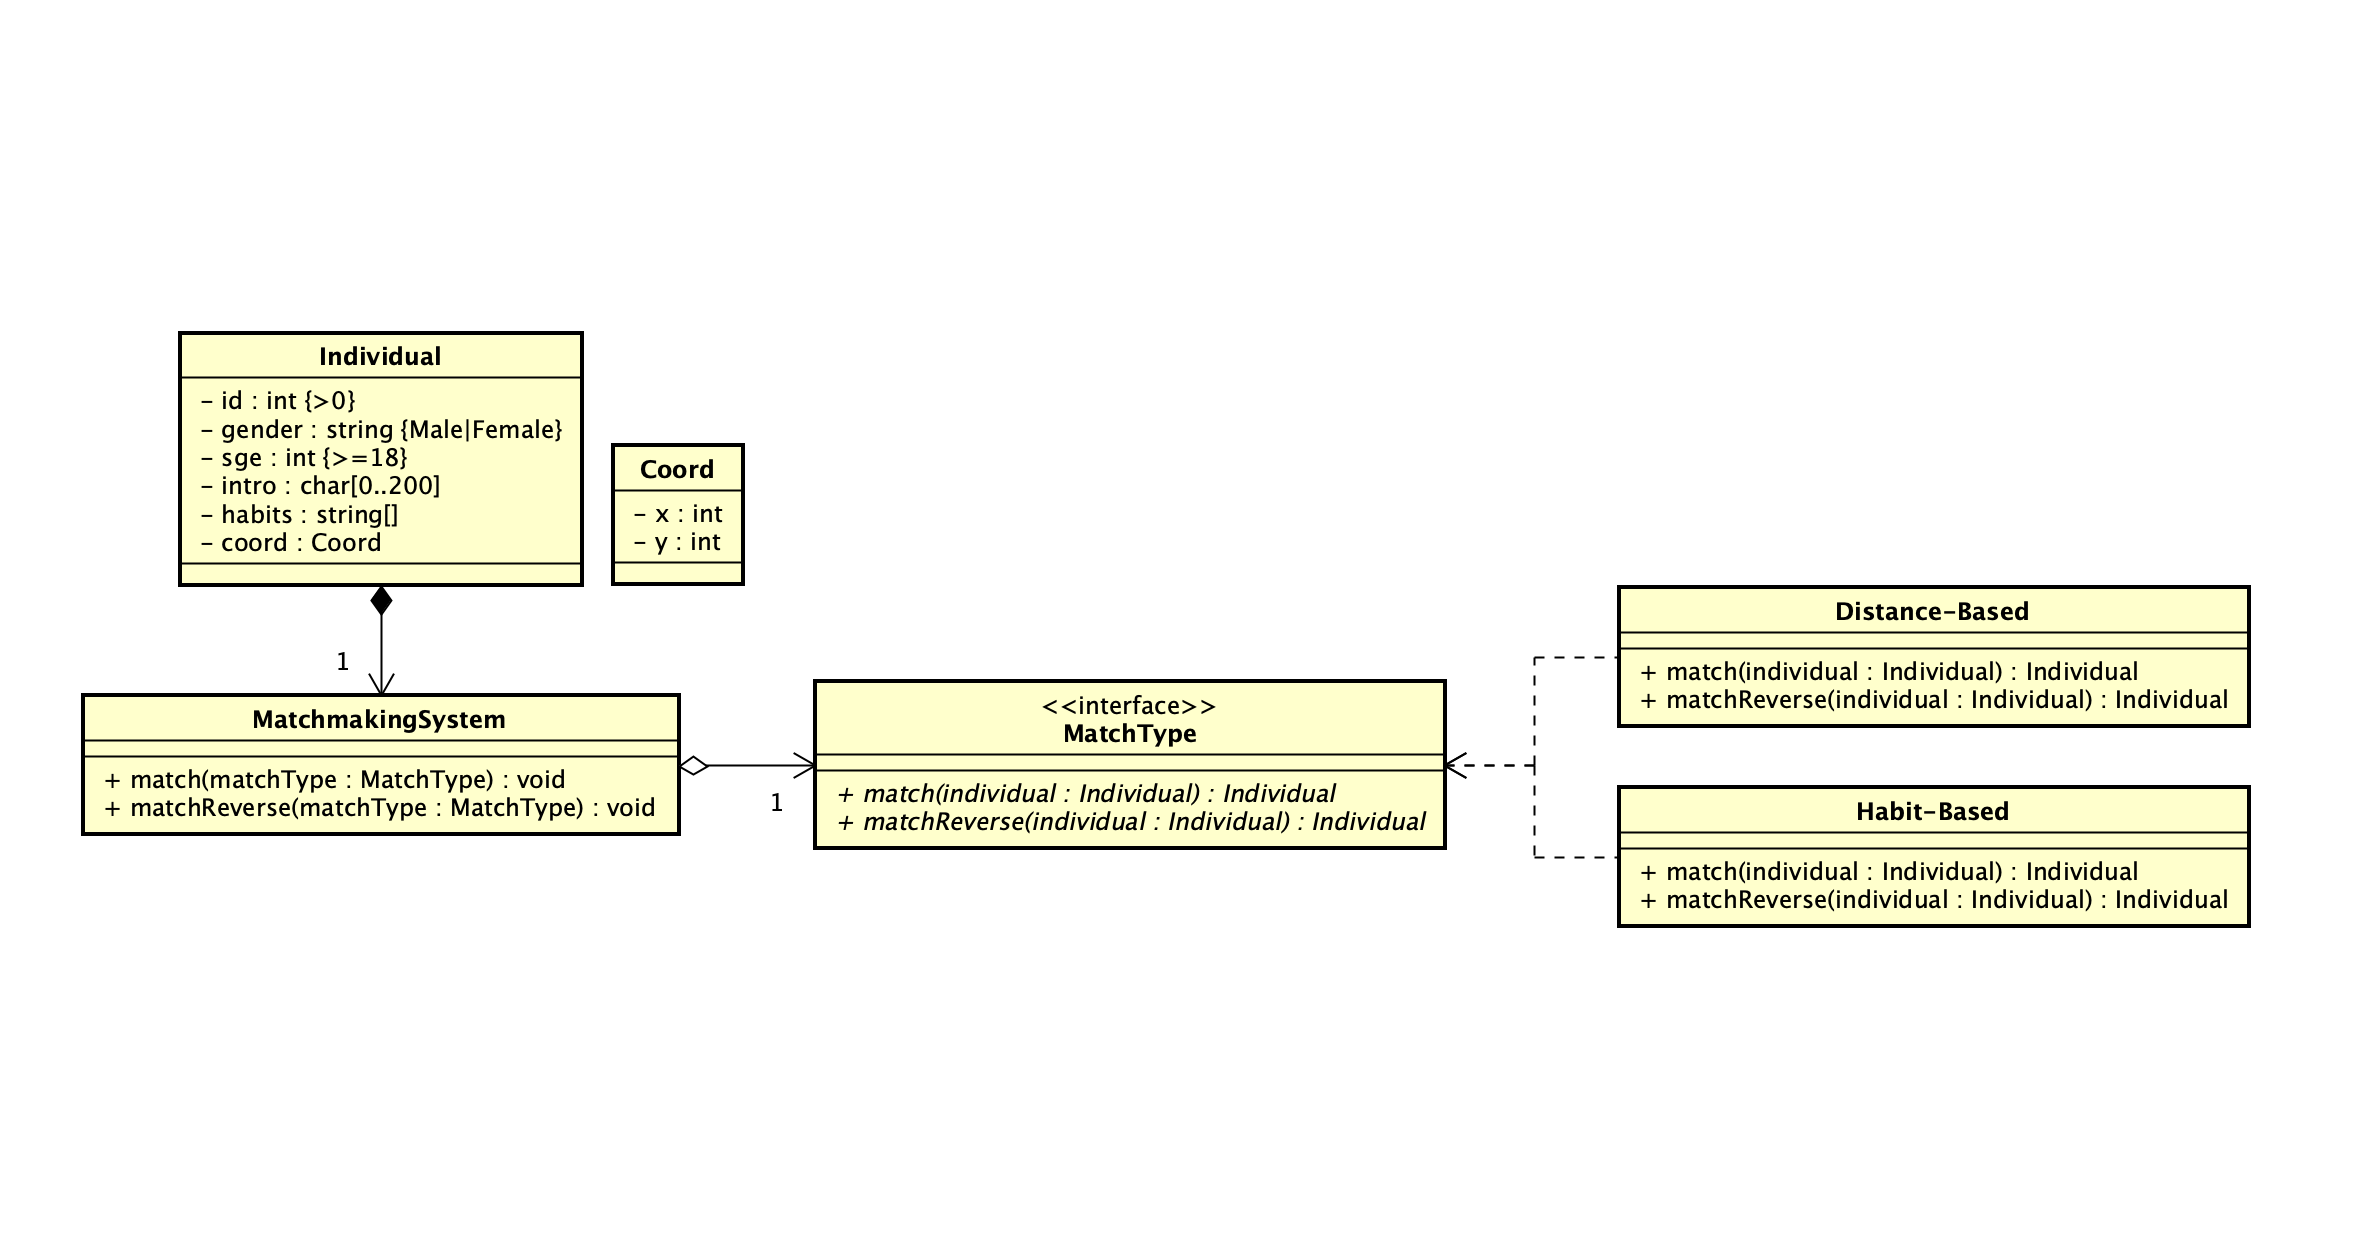 Individual
- id : int {>0}
- gender : string {Male|Female}
- sge : int {>=18}
- intro : char[0..200]
- habits : string[]
- coord : Coord
Coord
- x : int
- y : int
1
MatchmakingSystem
+ match(matchType : MatchType) : void
+ matchReverse(matchType : MatchType) : void
1
<<interface>>
MatchType
+ match(individual : Individual) : Individual
+ matchReverse(individual : Individual) : Individual
Distance-Based
+ match(individual : Individual) : Individual
+ matchReverse(individual : Individual) : Individual
Habit-Based
+ match(individual : Individual) : Individual
+ matchReverse(individual : Individual) : Individual